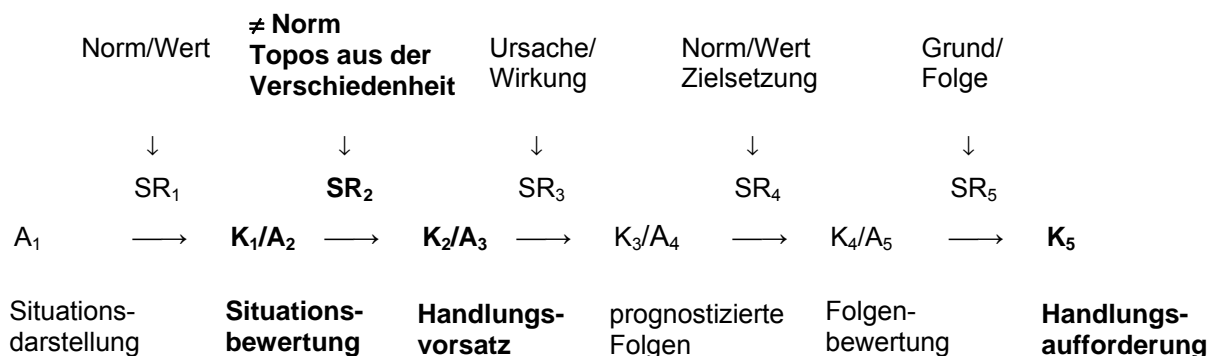 Norm/Wert ≠ Norm Ursache/ Norm/Wert Grund/
Topos aus der Wirkung Zielsetzung Folge
Verschiedenheit
↓ ↓ ↓ ↓ ↓
SR₁ SR₂ SR₃ SR₄ SR₅
A₁ → K₁/A₂ → K₂/A₃ → K₃/A₄ → K₄/A₅ → K₅
Situations- Situations- Handlungs- prognostizierte Folgen- Handlungs-
darstellung bewertung vorsatz Folgen bewertung aufforderung